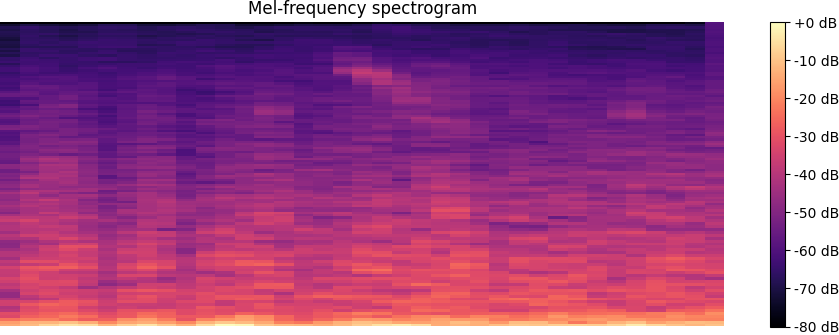 Mel-frequency spectrogram
+0 dB
-10 dB
-20 dB
-30 dB
-40 dB
-50 dB
-60 dB
-70 dB
-80 dB